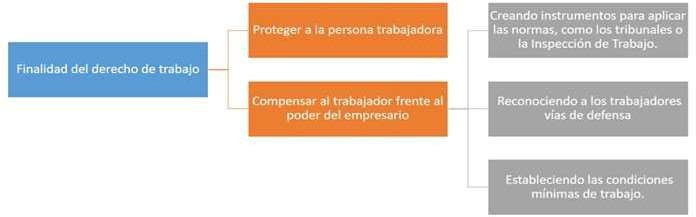 Finalidad del derecho de trabajo
Proteger a la persona trabajadora
Compensar al trabajador frente al
poder del empresario
Creando instrumentos para aplicar
las normas, como los tribunales o
la Inspección de Trabajo.
Reconociendo a los trabajadores
vías de defensa
Estableciendo las condiciones
mínimas de trabajo.